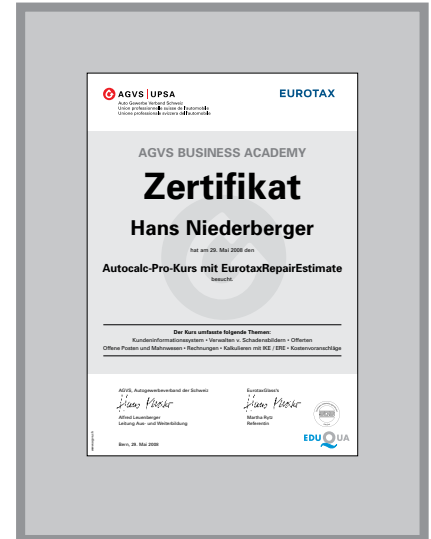 AGVS UPSA
EUROTAX
Auto Gewerbe Verband Schweiz
Union professionnelle suisse de l'automobile
Unione professionale svizzera dell'automobile
AGVS BUSINESS ACADEMY
Zertifikat
Hans Niederberger
hat am 29. Mai 2008 den
Autocalc-Pro-Kurs mit EurotaxRepairEstimate
besucht.
Der Kurs umfasste folgende Themen:
Kundeninformationssystem • Verwalten v. Schadensbildern • Offerten
Offene Posten und Mahnwesen • Rechnungen • Kalkulieren mit IKE / ERE • Kostenvoranschläge
AGVS, Autogewerbeverband der Schweiz
EurotaxGlass's
Alfred Leuenberger
Leitung Aus- und Weiterbildung
Martha Rytz
Referentin
EDUQUA
Bern, 29. Mai 2008